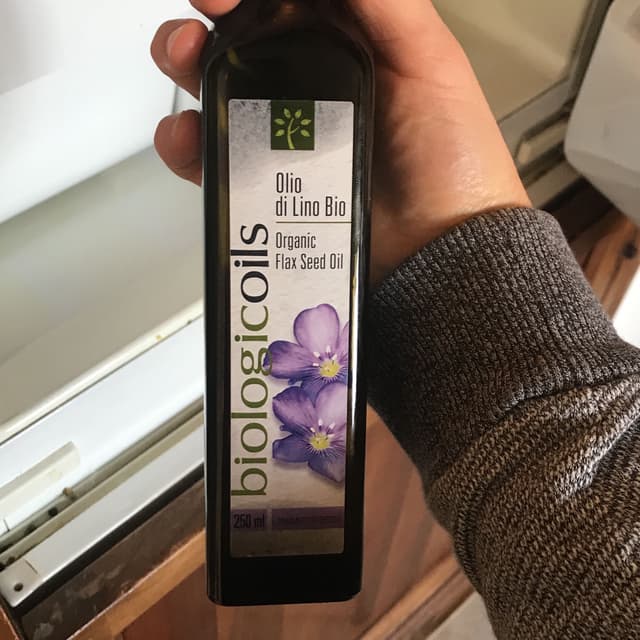 Olio
di Lino Bio
Organic
Flax Seed Oil
biologicoils
250 ml